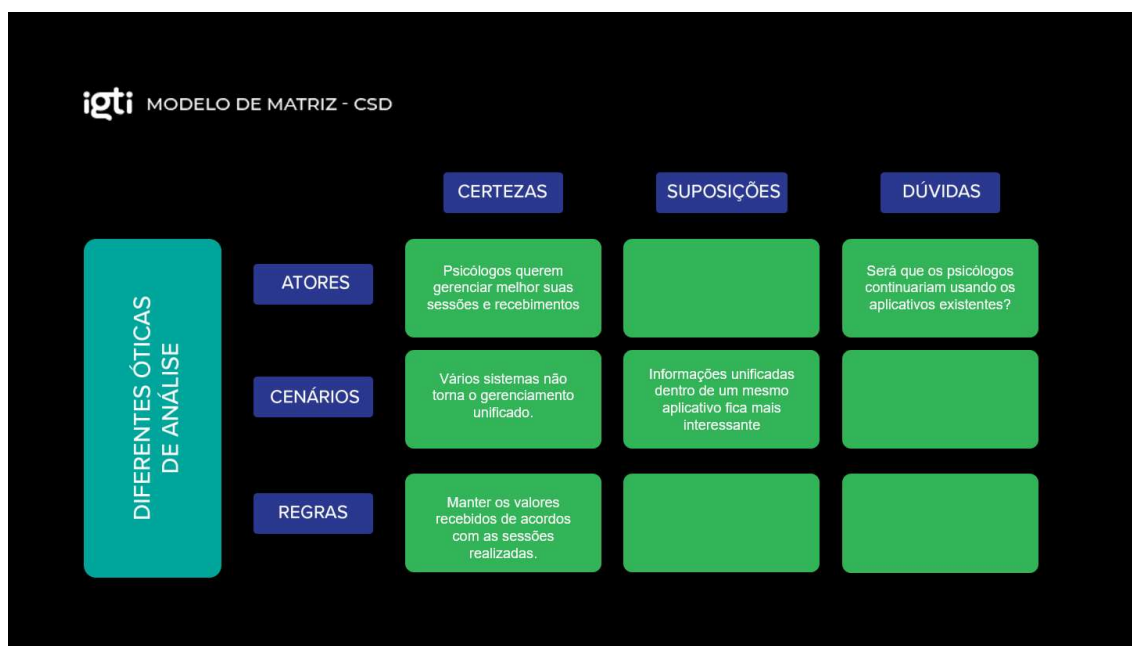 igti MODELO DE MATRIZ - CSD
CERTEZAS
SUPOSIÇÕES
DÚVIDAS
DIFERENTES ÓTICAS
DE ANÁLISE
ATORES
Psicólogos querem
gerenciar melhor suas
sessões e recebimentos
Será que os psicólogos
continuariam usando os
aplicativos existentes?
CENÁRIOS
Vários sistemas não
torna o gerenciamento
unificado.
Informações unificadas
dentro de um mesmo
aplicativo fica mais
interessante
REGRAS
Manter os valores
recebidos de acordos
com as sessões
realizadas.